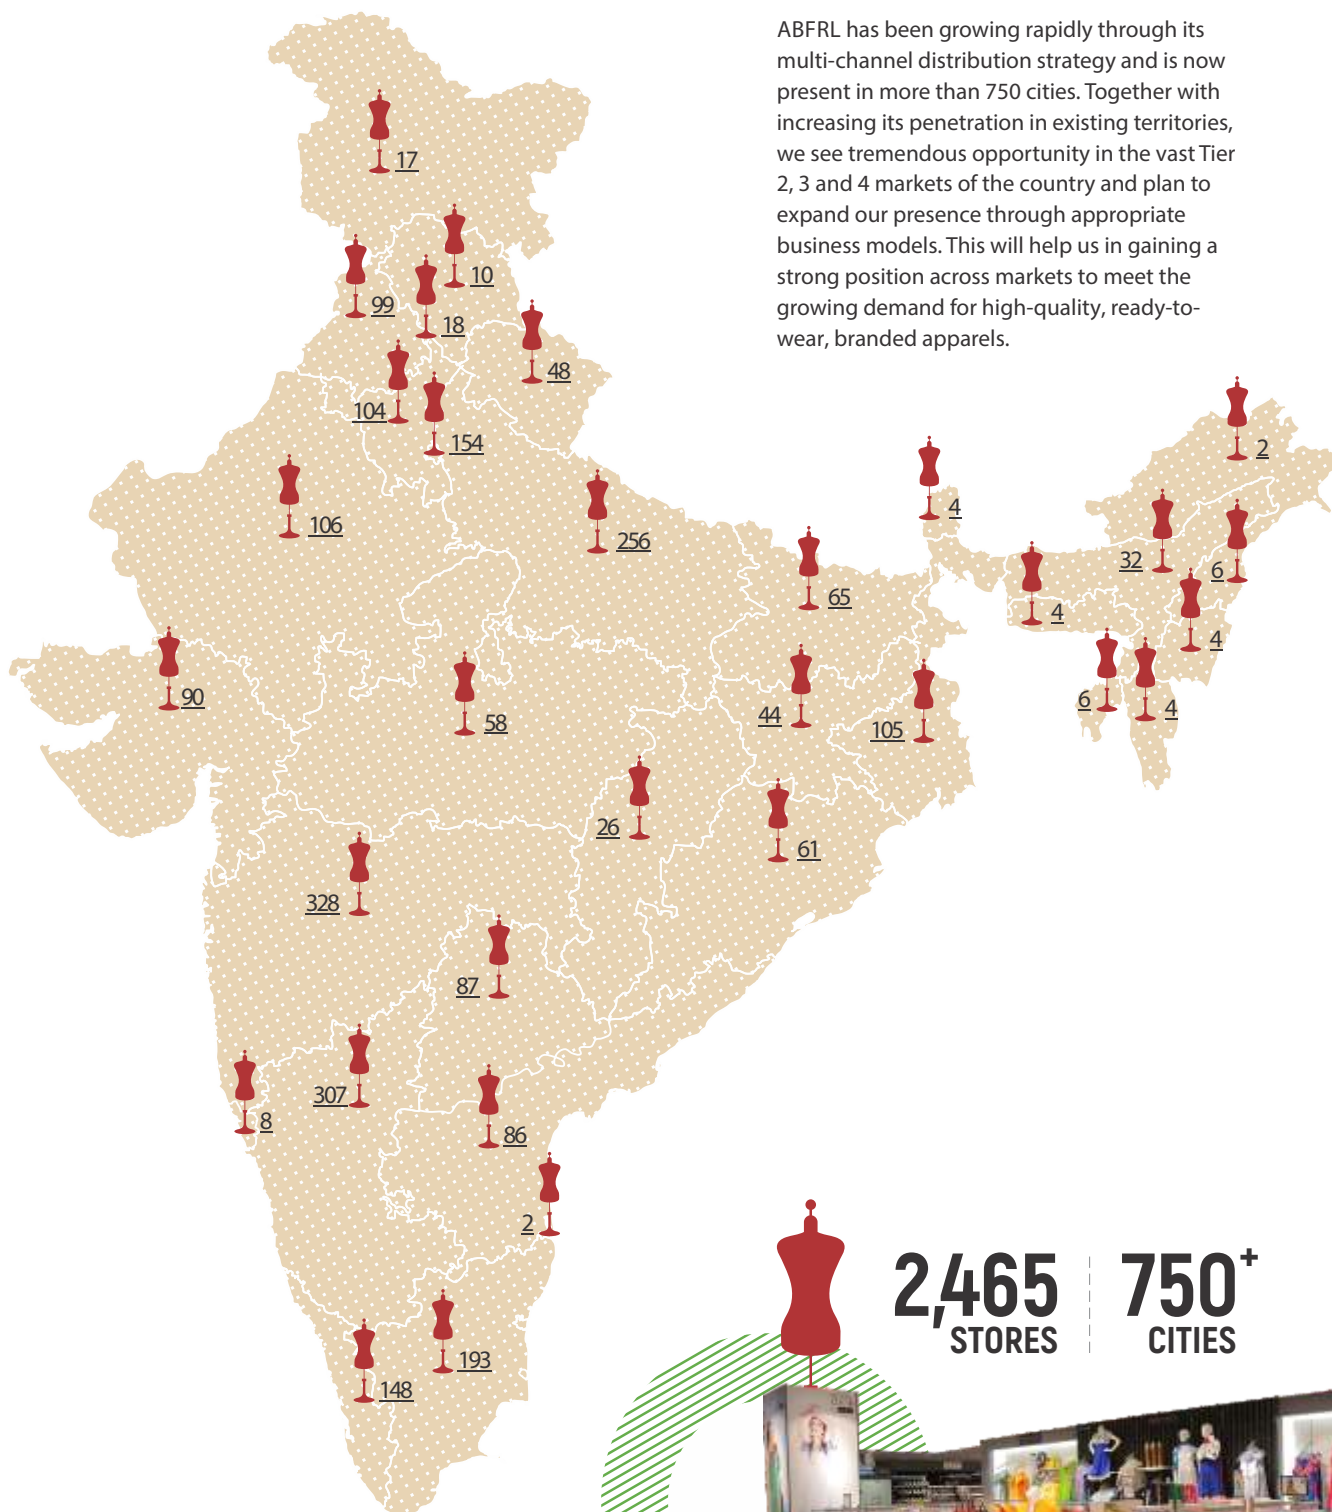 ABFRL has been growing rapidly through its
multi-channel distribution strategy and is now
present in more than 750 cities. Together with
increasing its penetration in existing territories,
we see tremendous opportunity in the vast Tier
2, 3 and 4 markets of the country and plan to
expand our presence through appropriate
business models. This will help us in gaining a
strong position across markets to meet the
growing demand for high-quality, ready-to-
wear, branded apparels.
17
10
99
18
48
104
154
2
106
4
256
32
6
65
4
4
90
6
4
58
44
105
26
61
328
87
307
8
86
2
193
148
2,465
STORES
750+
CITIES